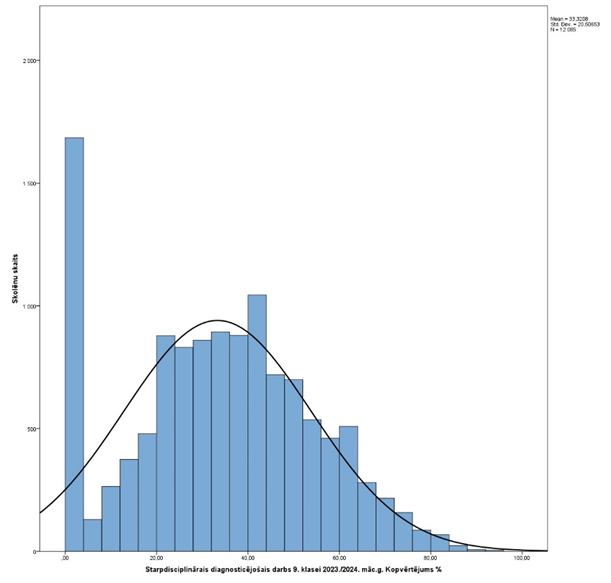 Mean = 33,3208
Std. Dev. = 20,50653
N = 12 085
2 000
1 500
1 000
500
0
Skolēnu skaits
,00
20,00
40,00
60,00
80,00
100,00
Starpdisciplinārais diagnosticējošais darbs 9. klasei 2023./2024. māc.g. Kopvērtējums %